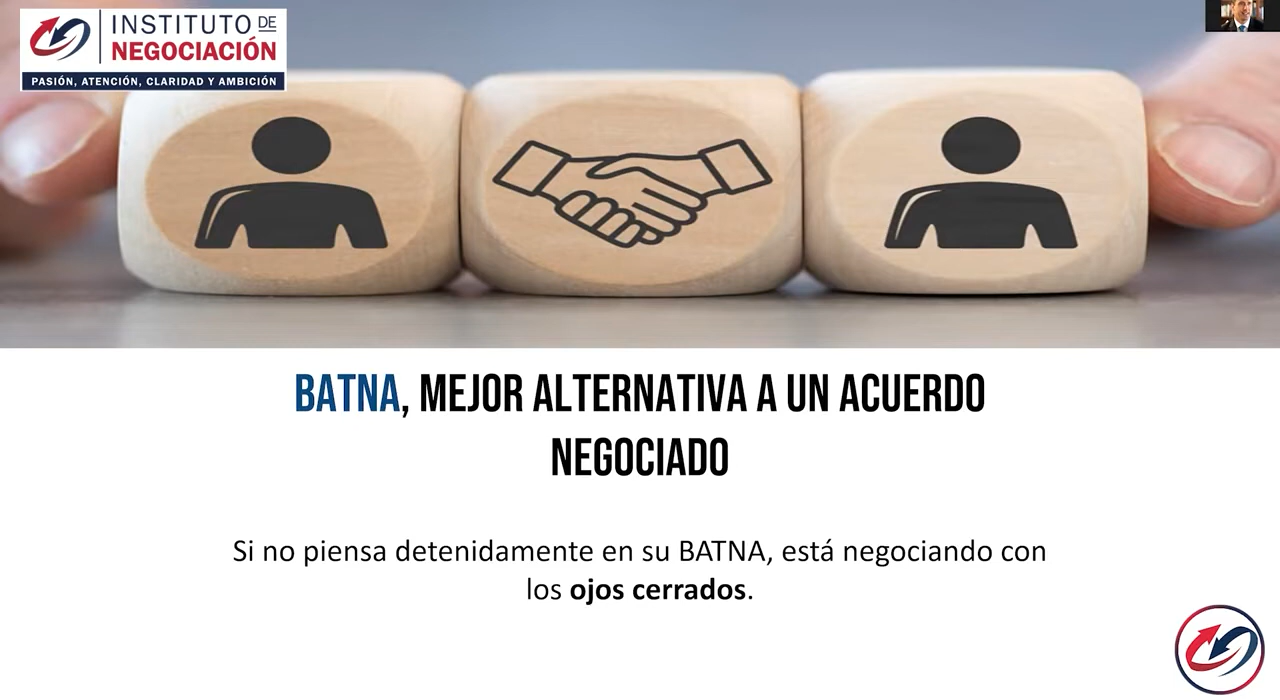 INSTITUTO DE
NEGOCIACIÓN
PASIÓN, ATENCIÓN, CLARIDAD Y AMBICIÓN
BATNA, MEJOR ALTERNATIVA A UN ACUERDO
NEGOCIADO
Si no piensa detenidamente en su BATNA, está negociando con
los ojos cerrados.